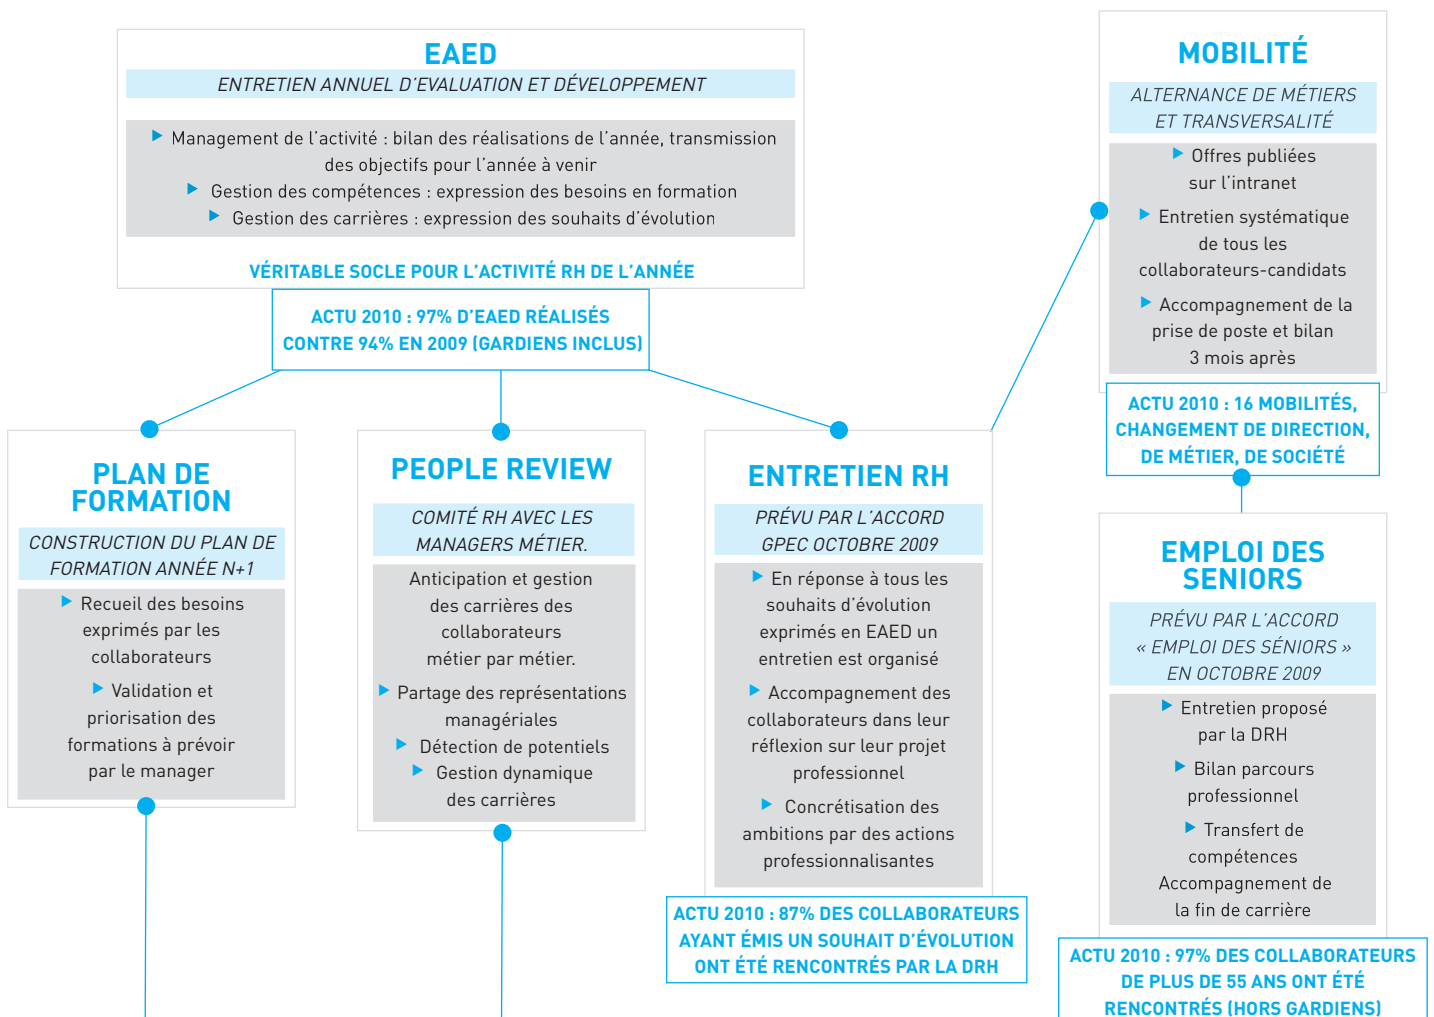 EAED
ENTRETIEN ANNUEL D'EVALUATION ET DÉVELOPPEMENT
▶ Management de l'activité : bilan des réalisations de l'année, transmission
des objectifs pour l'année à venir
▶ Gestion des compétences : expression des besoins en formation
▶ Gestion des carrières : expression des souhaits d'évolution
VÉRITABLE SOCLE POUR L'ACTIVITÉ RH DE L'ANNÉE
ACTU 2010 : 97% D'EAED RÉALISÉS
CONTRE 94% EN 2009 (GARDIENS INCLUS)
PLAN DE
FORMATION
CONSTRUCTION DU PLAN DE
FORMATION ANNÉE N+1
▶ Recueil des besoins
exprimés par les
collaborateurs
▶ Validation et
priorisation des
formations à prévoir
par le manager
PEOPLE REVIEW
COMITÉ RH AVEC LES
MANAGERS MÉTIER.
Anticipation et gestion
des carrières des
collaborateurs
métier par métier.
▶ Partage des représentations
managériales
▶ Détection de potentiels
▶ Gestion dynamique
des carrières
ENTRETIEN RH
PRÉVU PAR L'ACCORD
GPEC OCTOBRE 2009
▶ En réponse à tous les
souhaits d'évolution
exprimés en EAED un
entretien est organisé
▶ Accompagnement des
collaborateurs dans leur
réflexion sur leur projet
professionnel
▶ Concrétisation des
ambitions par des actions
professionnalisantes
ACTU 2010 : 87% DES COLLABORATEURS
AYANT ÉMIS UN SOUHAIT D'ÉVOLUTION
ONT ÉTÉ RENCONTRÉS PAR LA DRH
MOBILITÉ
ALTERNANCE DE MÉTIERS
ET TRANSVERSALITÉ
▶ Offres publiées
sur l'intranet
▶ Entretien systématique
de tous les
collaborateurs-candidats
▶ Accompagnement de la
prise de poste et bilan
3 mois après
ACTU 2010 : 16 MOBILITÉS,
CHANGEMENT DE DIRECTION,
DE MÉTIER, DE SOCIÉTÉ
EMPLOI DES
SENIORS
PRÉVU PAR L'ACCORD
« EMPLOI DES SÉNIORS »
EN OCTOBRE 2009
▶ Entretien proposé
par la DRH
▶ Bilan parcours
professionnel
▶ Transfert de
compétences
Accompagnement de
la fin de carrière
ACTU 2010 : 97% DES COLLABORATEURS
DE PLUS DE 55 ANS ONT ÉTÉ
RENCONTRÉS (HORS GARDIENS)